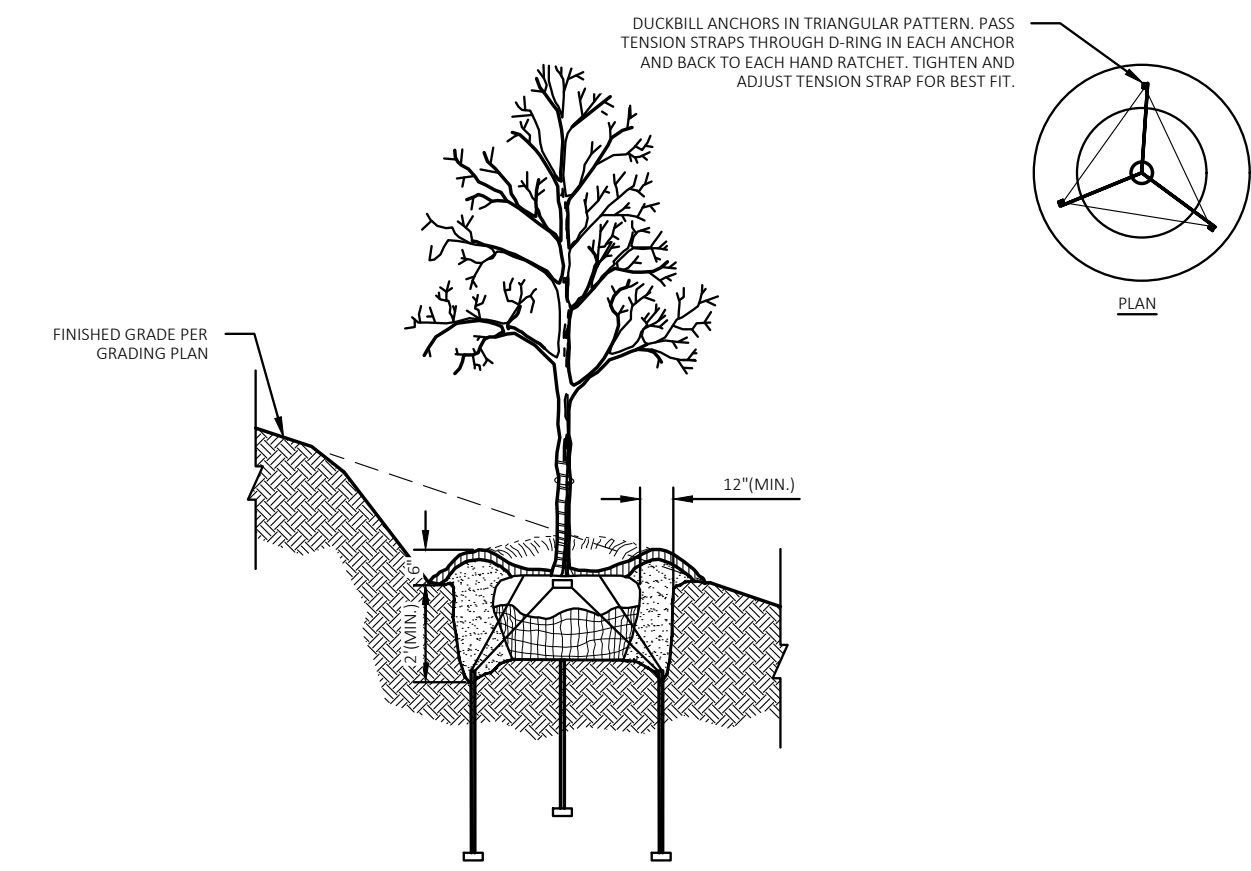 DUCKBILL ANCHORS IN TRIANGULAR PATTERN. PASS
TENSION STRAPS THROUGH D-RING IN EACH ANCHOR
AND BACK TO EACH HAND RATCHET. TIGHTEN AND
ADJUST TENSION STRAP FOR BEST FIT.
PLAN
FINISHED GRADE PER
GRADING PLAN
12"(MIN.)
6"
2'(MIN.)